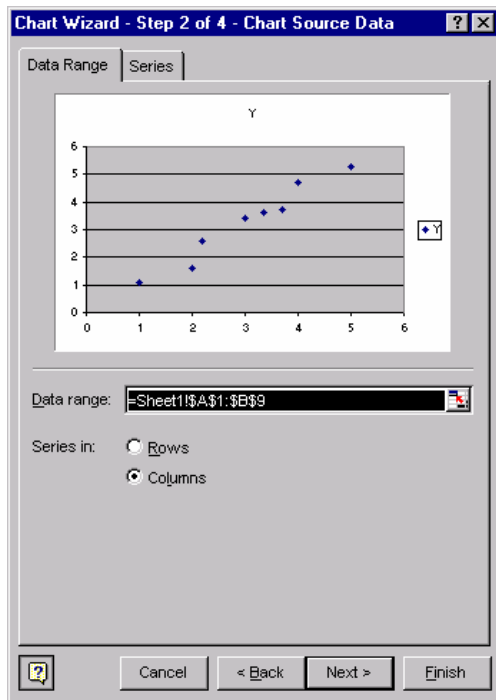 Chart Wizard - Step 2 of 4 - Chart Source Data
Data Range Series
Y
6
5
4
3
2
1
0
0 1 2 3 4 5 6
Y
Data range: =Sheet1!$A$1:$B$9
Series in: Rows
Columns
? Cancel < Back Next > Finish